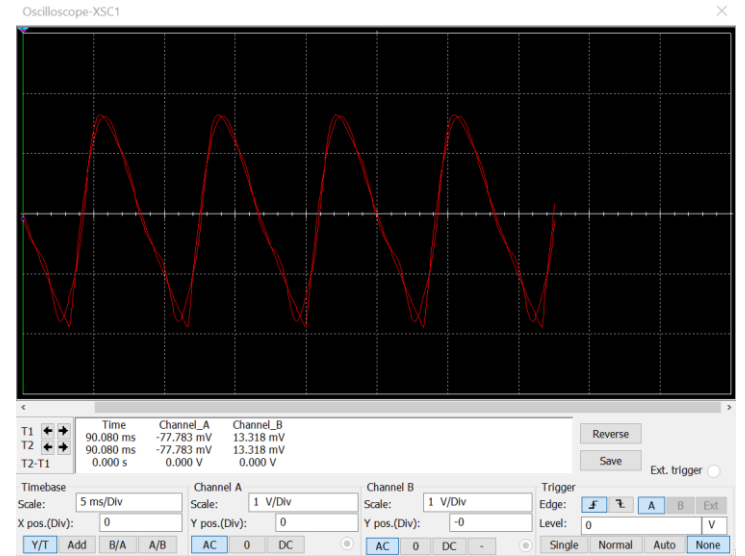 Oscilloscope-XSC1
Time Channel_A Channel_B
T1 90.080 ms -77.783 mV 13.318 mV
T2 90.080 ms -77.783 mV 13.318 mV
T2-T1 0.000 s 0.000 V 0.000 V
Reverse
Save
Ext. trigger
Timebase
Scale: 5 ms/Div
X pos.(Div): 0
Y/T Add B/A A/B
Channel A
Scale: 1 V/Div
Y pos.(Div): 0
AC 0 DC
Channel B
Scale: 1 V/Div
Y pos.(Div): -0
AC 0 DC -
Trigger
Edge: A B Ext
Level: 0 V
Single Normal Auto None